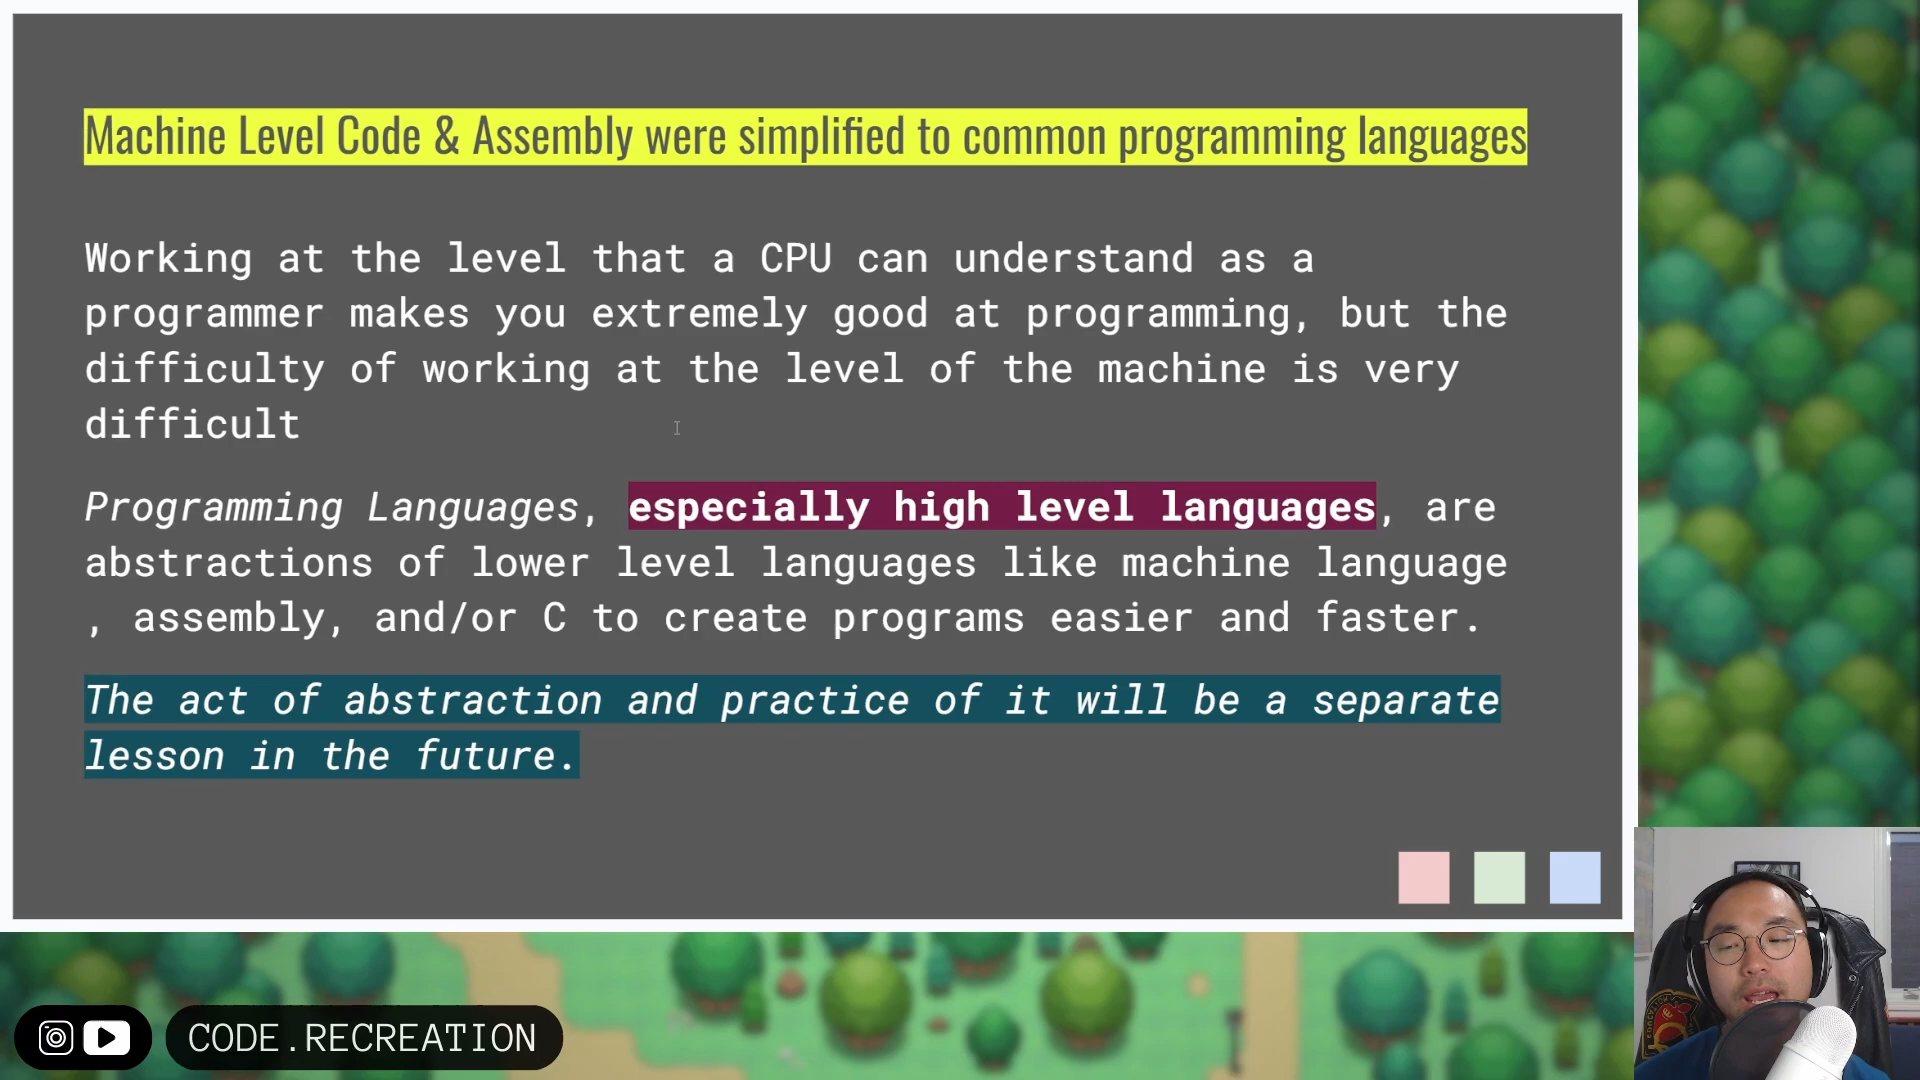 Machine Level Code & Assembly were simplified to common programming languages
Working at the level that a CPU can understand as a
programmer makes you extremely good at programming, but the
difficulty of working at the level of the machine is very
difficult
Programming Languages, especially high level languages, are
abstractions of lower level languages like machine language
, assembly, and/or C to create programs easier and faster.
The act of abstraction and practice of it will be a separate
lesson in the future.
CODE.RECREATION